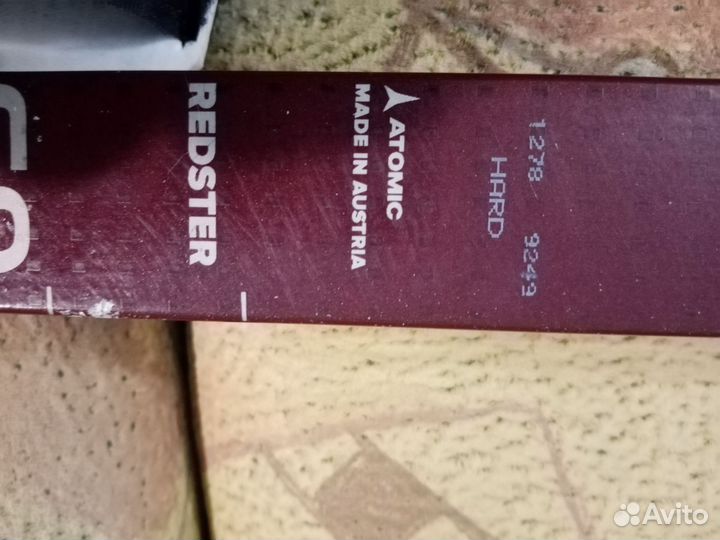 REDSTER
ATOMIC
MADE IN AUSTRIA
1278 9249
HARD
Avito